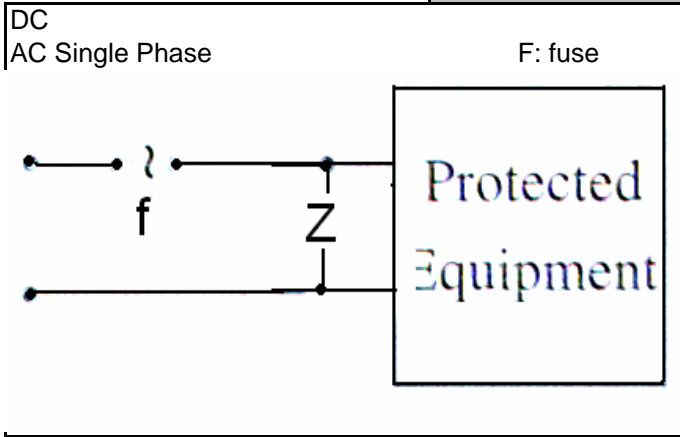 DC
AC Single Phase
F: fuse
f
Z
Protected
Equipment